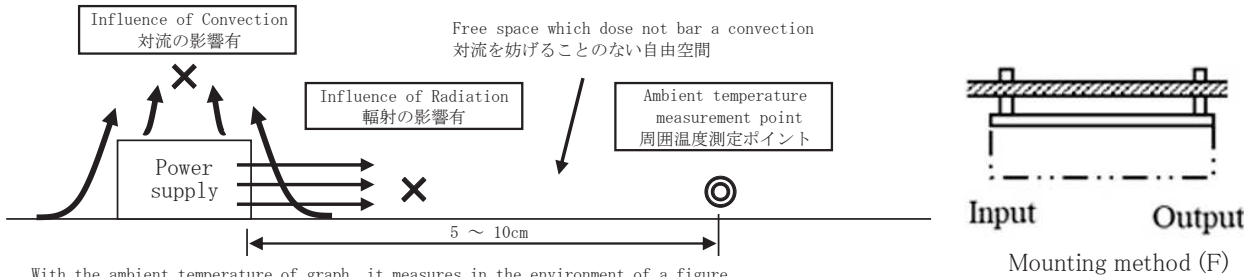 Influence of Convection
対流の影響有
Free space which dose not bar a convection
対流を妨げることのない自由空間
Influence of Radiation
輻射の影響有
Ambient temperature
measurement point
周囲温度測定ポイント
Power
supply
5 ～ 10cm
With the ambient temperature of graph, it measures in the environment of a figure
Input
Output
Mounting method (F)